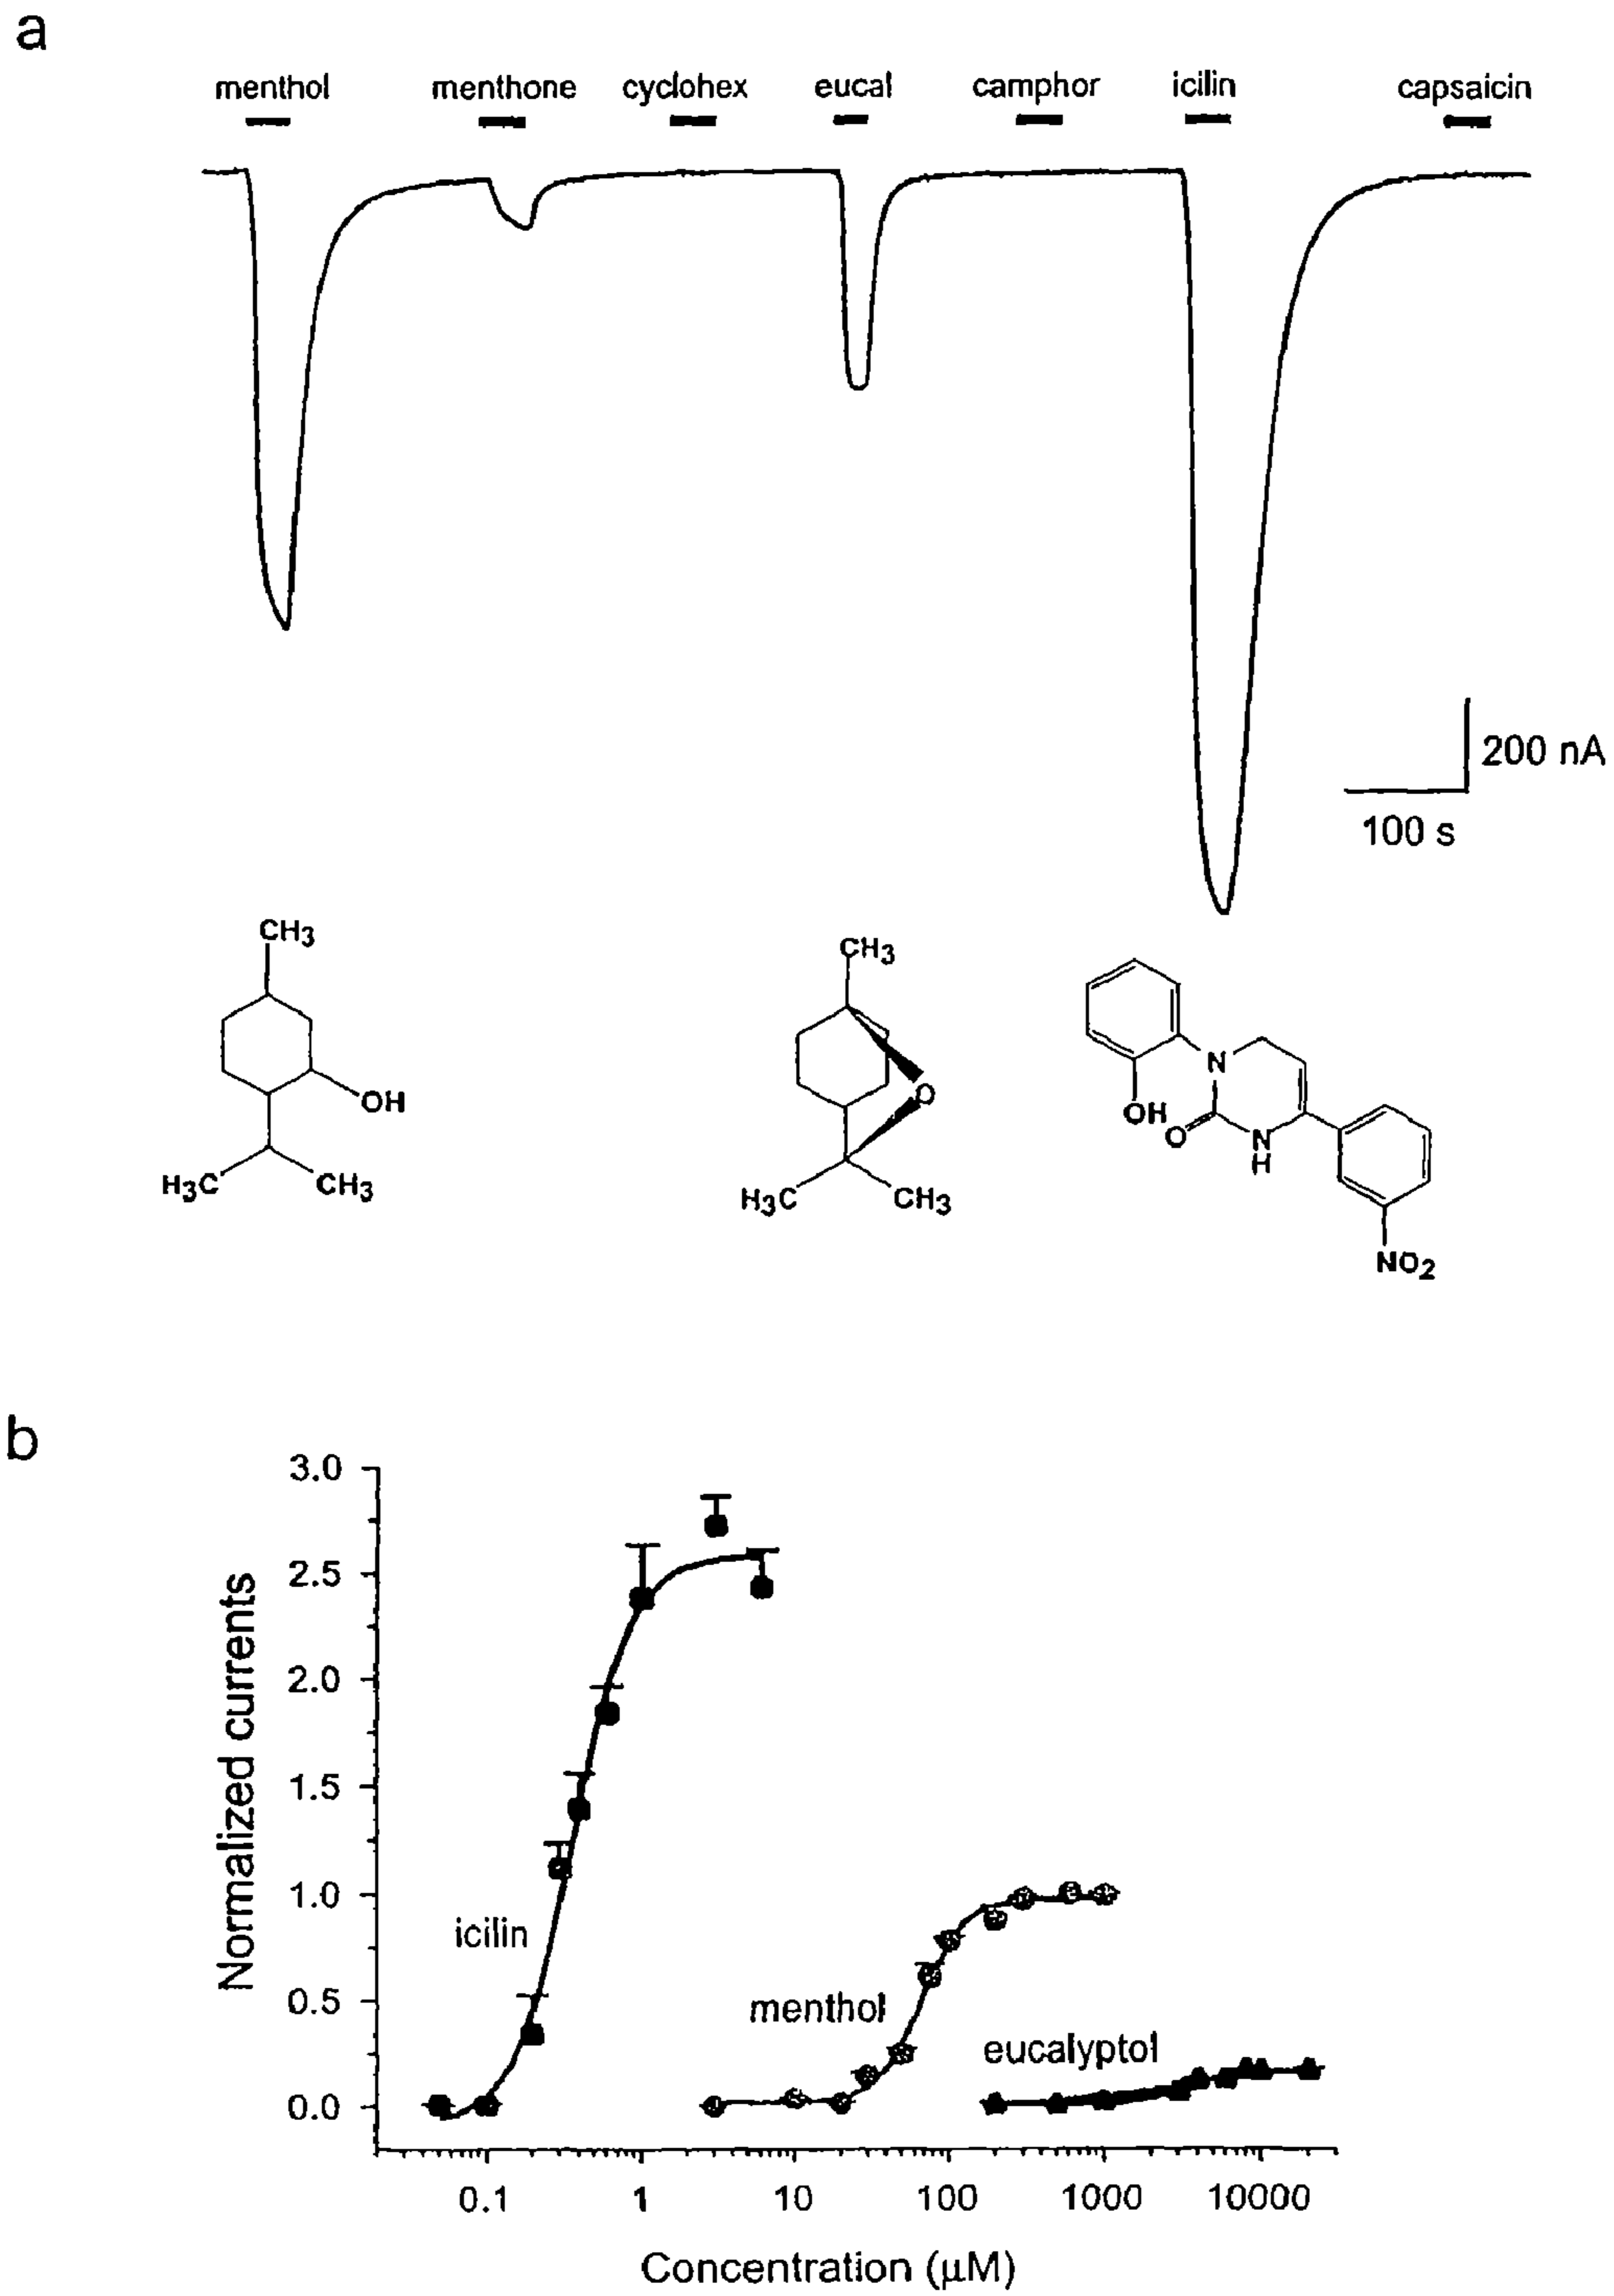 a
menthol menthone cyclohex eucal camphor icilin capsaicin
200 nA
100 s
CH3
OH
H3C CH3
CH3
O
H3C CH3
N
OH
O
N
H
NO2
b
3.0
2.5
2.0
1.5
1.0
0.5
0.0
Normalized currents
icilin
menthol
eucalyptol
0.1 1 10 100 1000 10000
Concentration (μM)